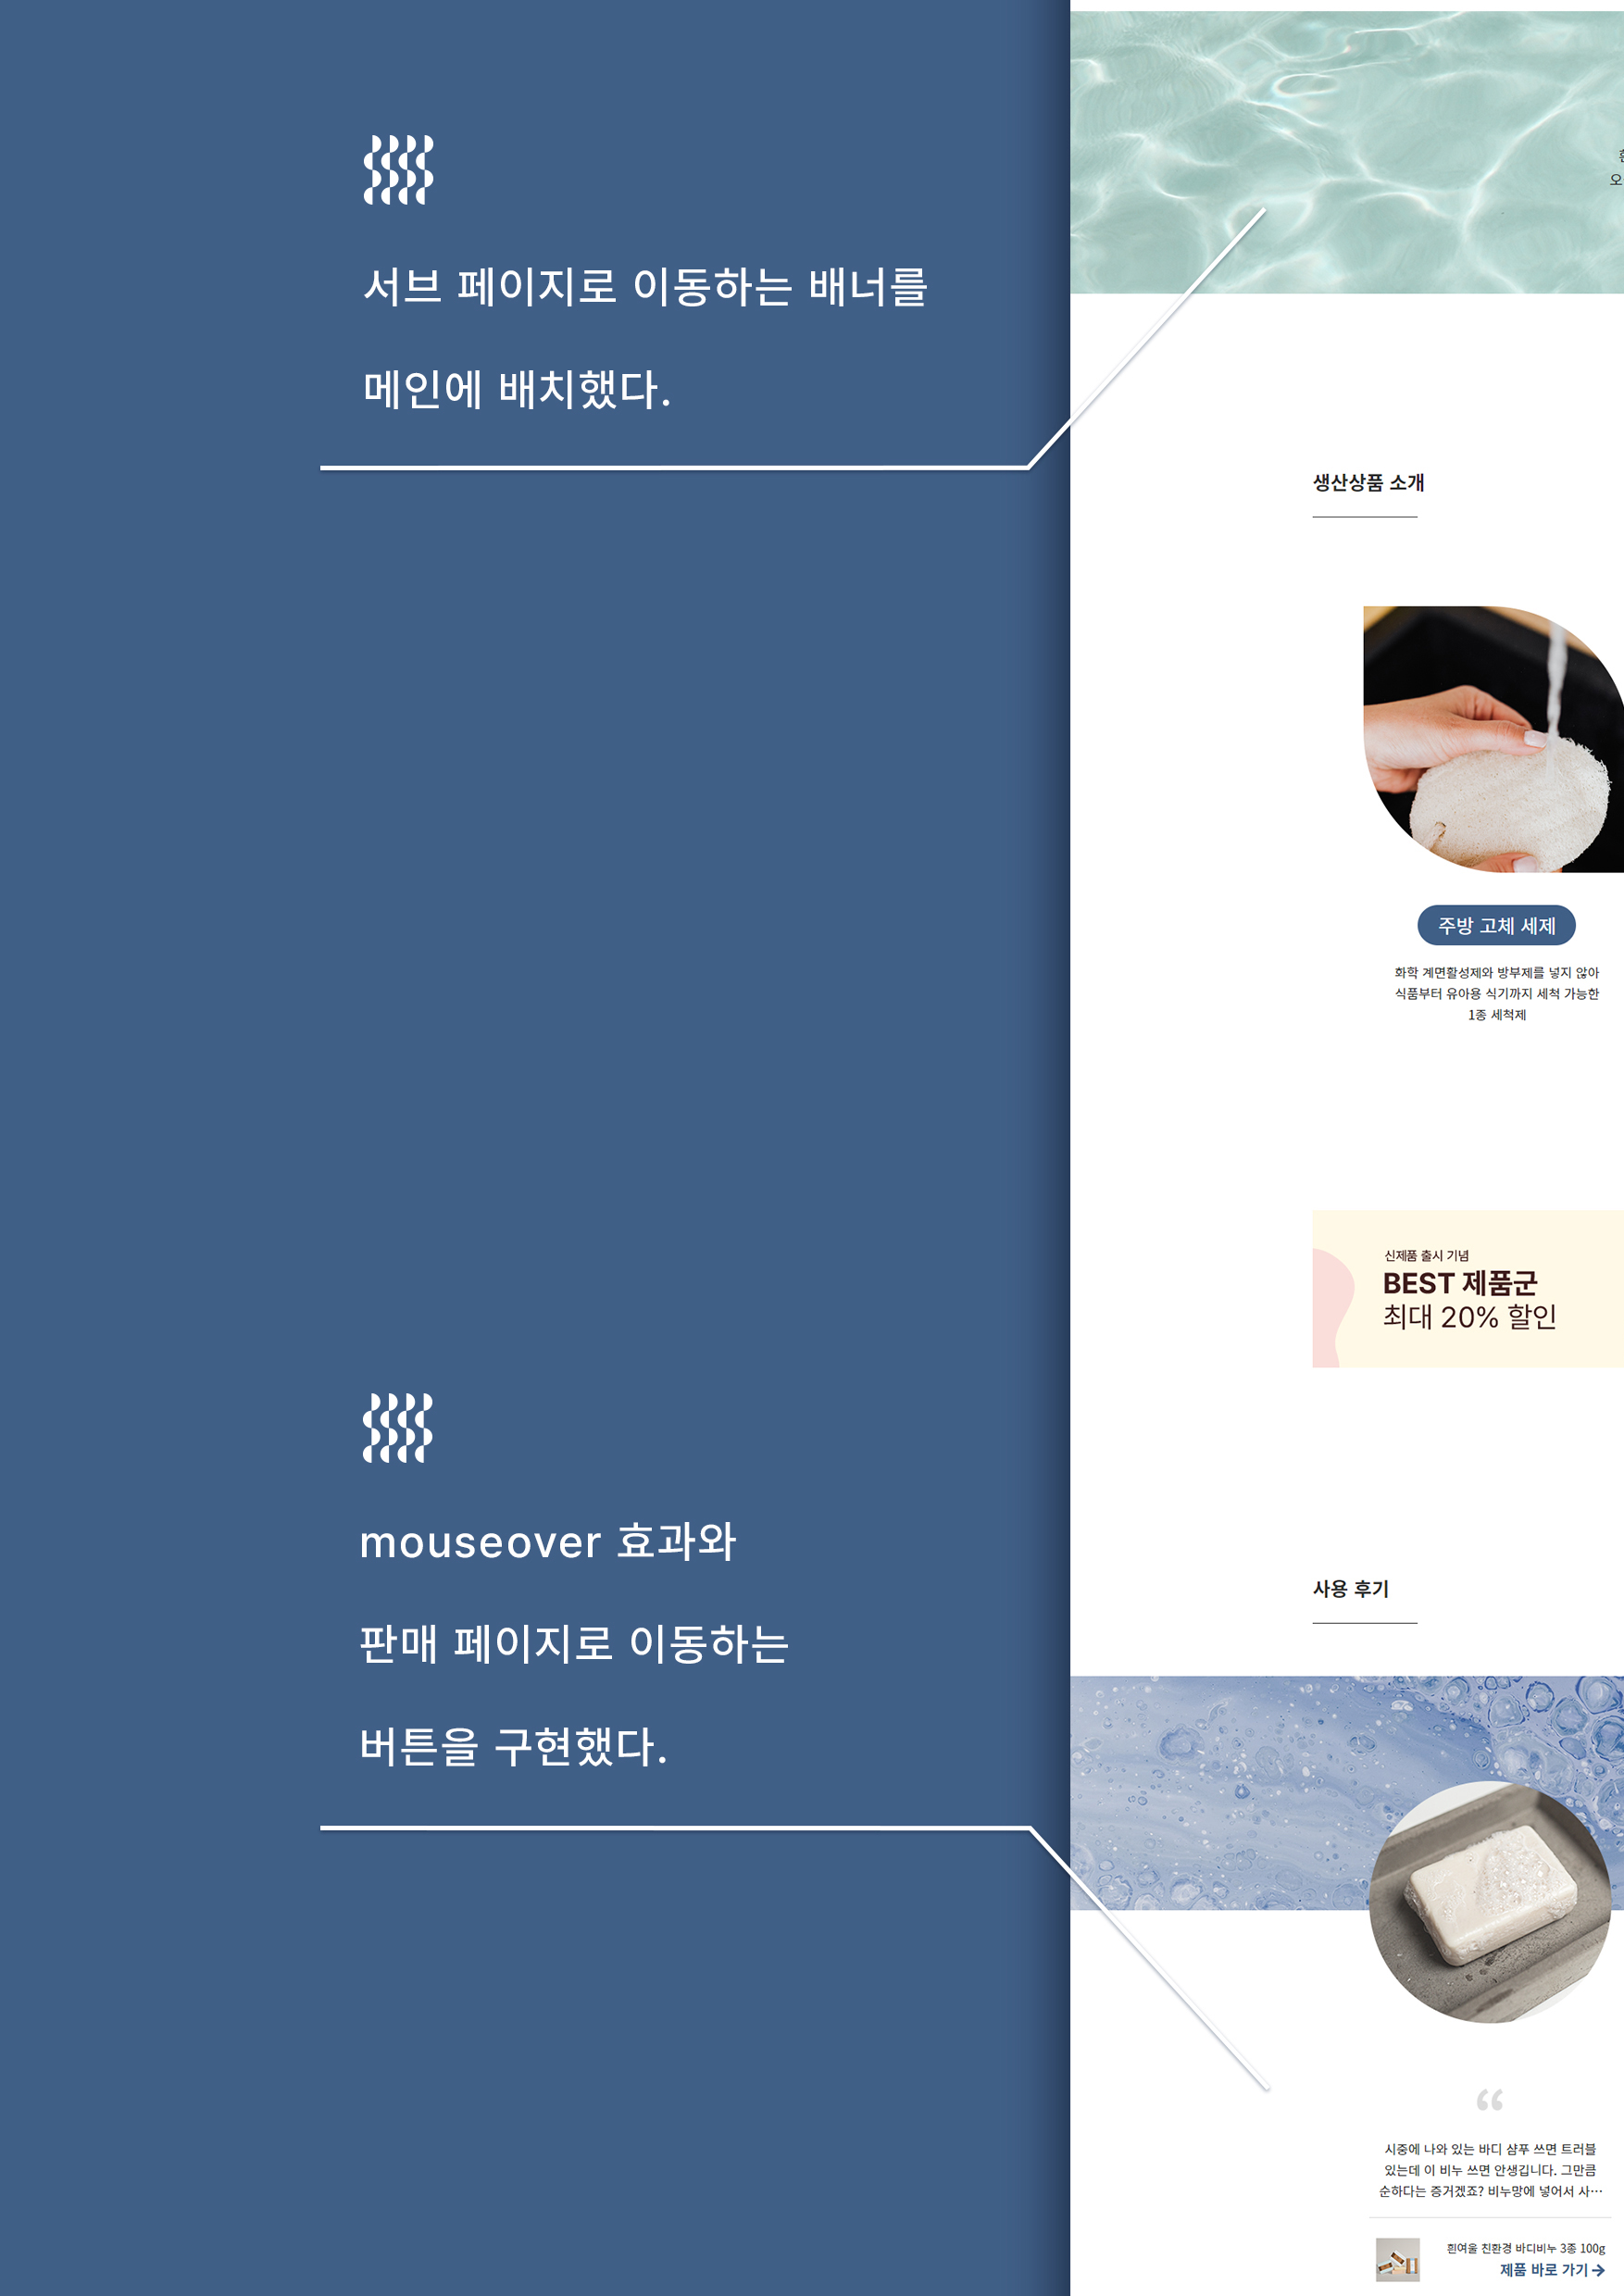 서브 페이지로 이동하는 배너를
메인에 배치했다.
오
생산상품 소개
주방 고체 세제
화학 계면활성제와 방부제를 넣지 않아
식품부터 유아용 식기까지 세척 가능한
1종 세척제
신제품 출시 기념
BEST 제품군
최대 20% 할인
mouseover 효과와
판매 페이지로 이동하는
버튼을 구현했다.
사용 후기
“
시중에 나와 있는 바디 샴푸 쓰면 트러블
있는데 이 비누 쓰면 안생깁니다. 그만큼
순하다는 증거겠죠? 비누망에 넣어서 사…
흰여울 친환경 바디비누 3종 100g
제품 바로 가기 →